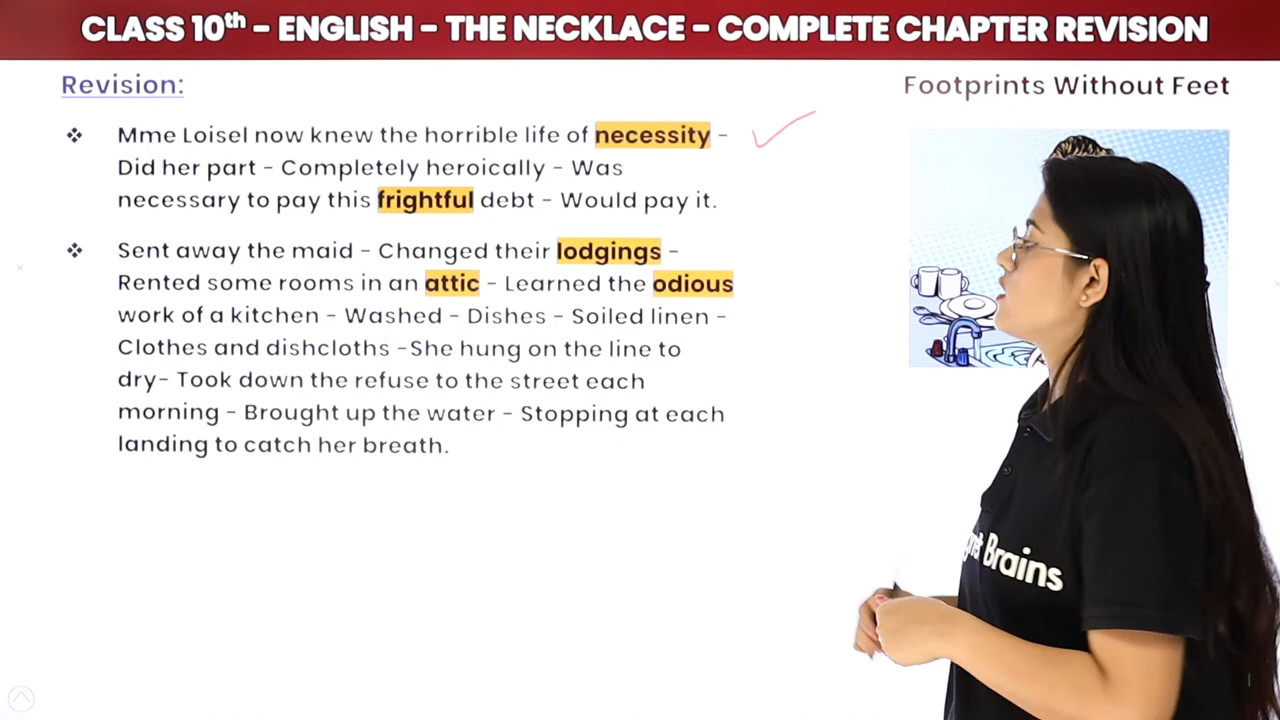 CLASS 10th – ENGLISH – THE NECKLACE – COMPLETE CHAPTER REVISION
Revision:
Footprints Without Feet
❖ Mme Loisel now knew the horrible life of necessity –
Did her part – Completely heroically – Was
necessary to pay this frightful debt – Would pay it.
❖ Sent away the maid – Changed their lodgings –
Rented some rooms in an attic – Learned the odious
work of a kitchen – Washed – Dishes – Soiled linen –
Clothes and dishcloths –She hung on the line to
dry– Took down the refuse to the street each
morning – Brought up the water – Stopping at each
landing to catch her breath.
Brains